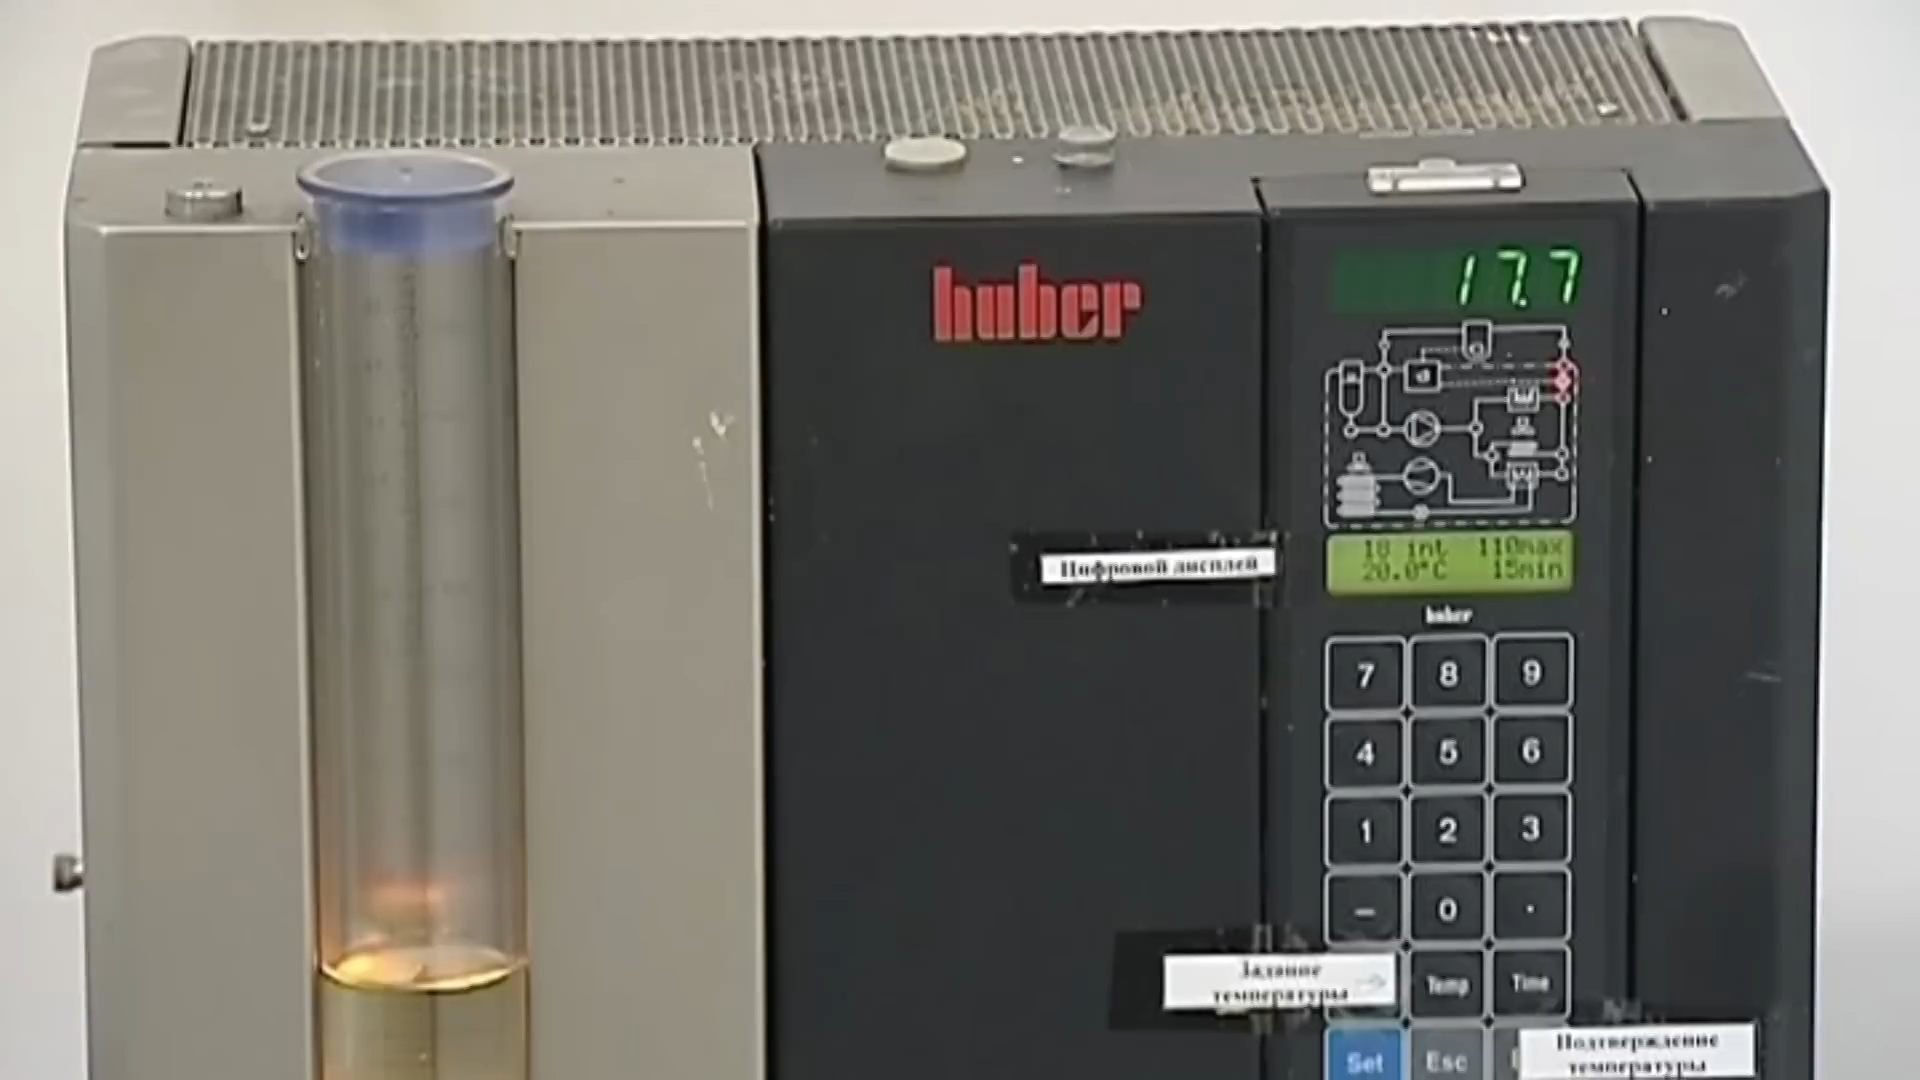 huber
17.7
18 int 110max
20.0°C 15min
Цифровой дисплей
huber
7 8 9
4 5 6
1 2 3
- 0 .
Задание
температуры
Temp Time
Set Esc
Подтверждение
температуры